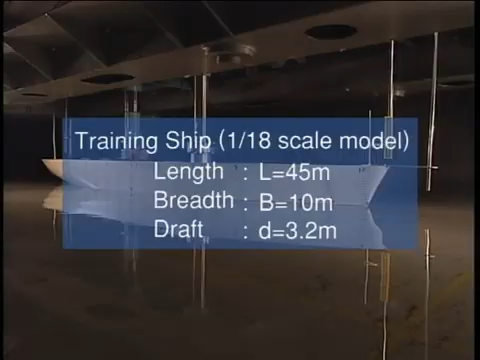 Training Ship (1/18 scale model)
Length : L=45m
Breadth : B=10m
Draft : d=3.2m